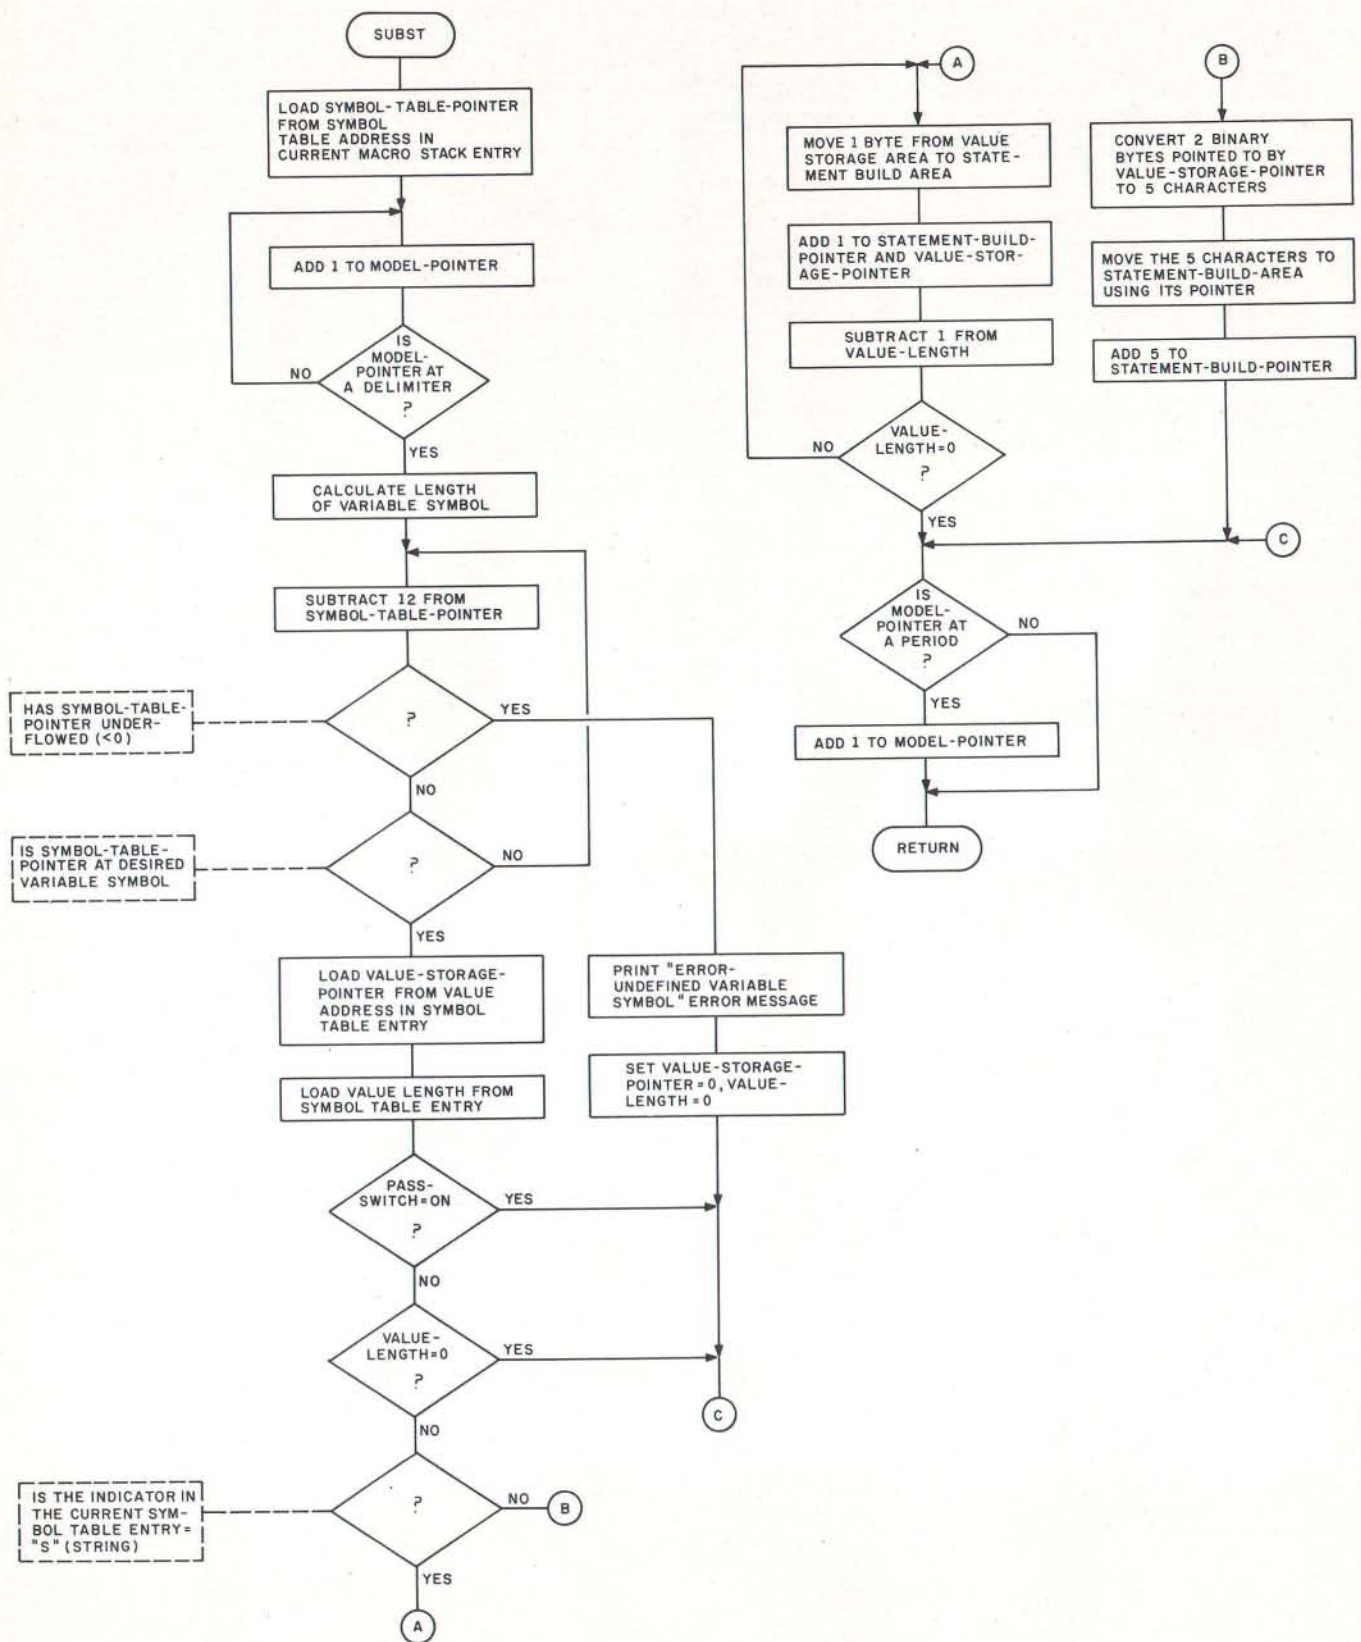 SUBST
LOAD SYMBOL-TABLE-POINTER
FROM SYMBOL
TABLE ADDRESS IN
CURRENT MACRO STACK ENTRY
ADD 1 TO MODEL-POINTER
IS
MODEL-
POINTER AT
A DELIMITER
?
NO
YES
CALCULATE LENGTH
OF VARIABLE SYMBOL
SUBTRACT 12 FROM
SYMBOL-TABLE-POINTER
HAS SYMBOL-TABLE-
POINTER UNDER-
FLOWED (<0)
?
YES
NO
IS SYMBOL-TABLE-
POINTER AT DESIRED
VARIABLE SYMBOL
?
NO
YES
LOAD VALUE-STORAGE-
POINTER FROM VALUE
ADDRESS IN SYMBOL
TABLE ENTRY
LOAD VALUE LENGTH FROM
SYMBOL TABLE ENTRY
PRINT "ERROR-
UNDEFINED VARIABLE
SYMBOL" ERROR MESSAGE
SET VALUE-STORAGE-
POINTER=0, VALUE-
LENGTH=0
PASS-
SWITCH=ON
?
YES
NO
VALUE-
LENGTH=0
?
YES
NO
C
IS THE INDICATOR IN
THE CURRENT SYM-
BOL TABLE ENTRY=
"S" (STRING)
?
NO
B
YES
A
A
MOVE 1 BYTE FROM VALUE
STORAGE AREA TO STATE-
MENT BUILD AREA
ADD 1 TO STATEMENT-BUILD-
POINTER AND VALUE-STOR-
AGE-POINTER
SUBTRACT 1 FROM
VALUE-LENGTH
VALUE-
LENGTH=0
?
NO
YES
B
CONVERT 2 BINARY
BYTES POINTED TO BY
VALUE-STORAGE-POINTER
TO 5 CHARACTERS
MOVE THE 5 CHARACTERS TO
STATEMENT-BUILD-AREA
USING ITS POINTER
ADD 5 TO
STATEMENT-BUILD-POINTER
C
IS
MODEL-
POINTER AT
A PERIOD
?
NO
YES
ADD 1 TO MODEL-POINTER
RETURN